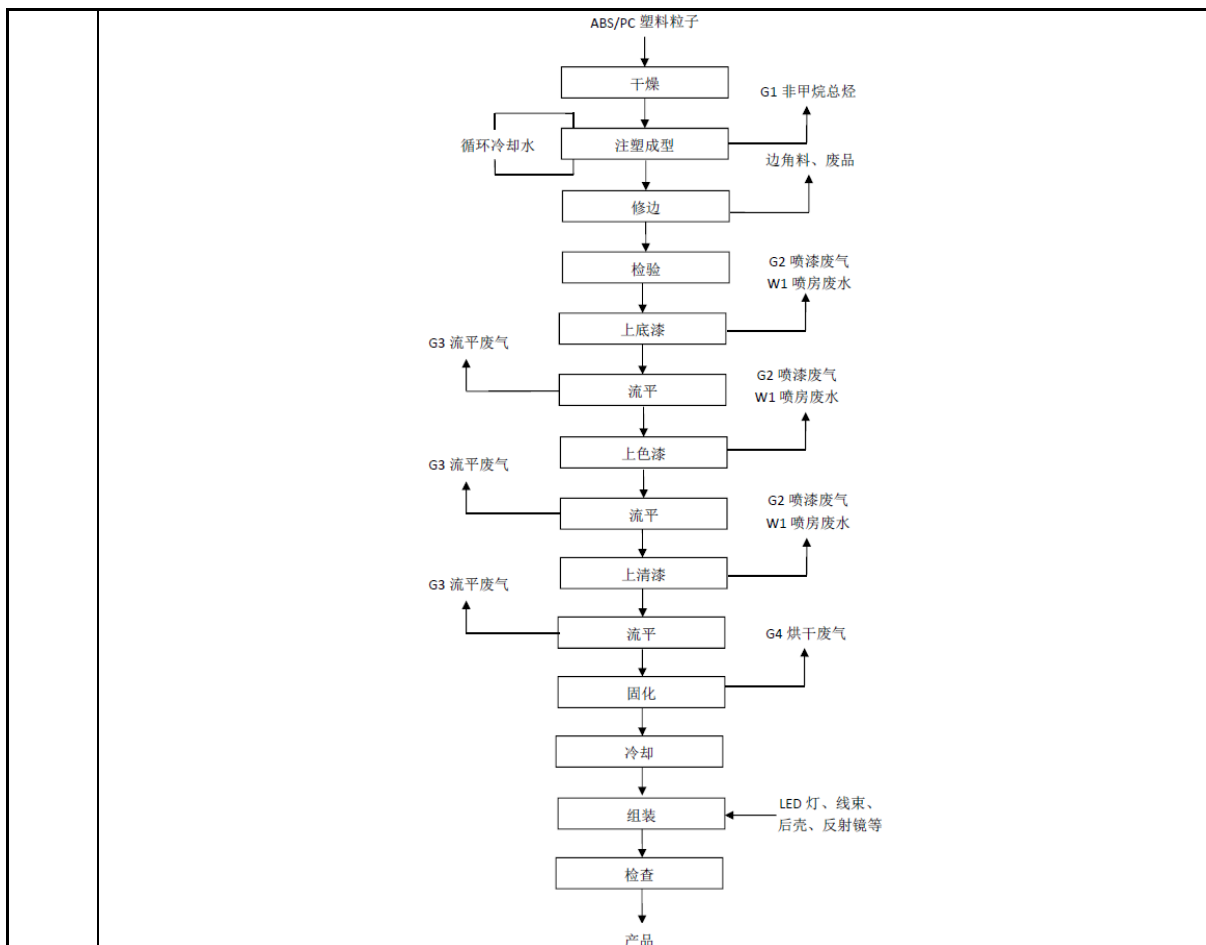 ABS/PC 塑料粒子
干燥
G1 非甲烷总烃
循环冷却水
注塑成型
边角料、废品
修边
检验
G2 喷漆废气
W1 喷房废水
上底漆
G3 流平废气
流平
G2 喷漆废气
W1 喷房废水
上色漆
G3 流平废气
流平
G2 喷漆废气
W1 喷房废水
上清漆
G3 流平废气
流平
G4 烘干废气
固化
冷却
组装
LED 灯、线束、
后壳、反射镜等
检查
产品